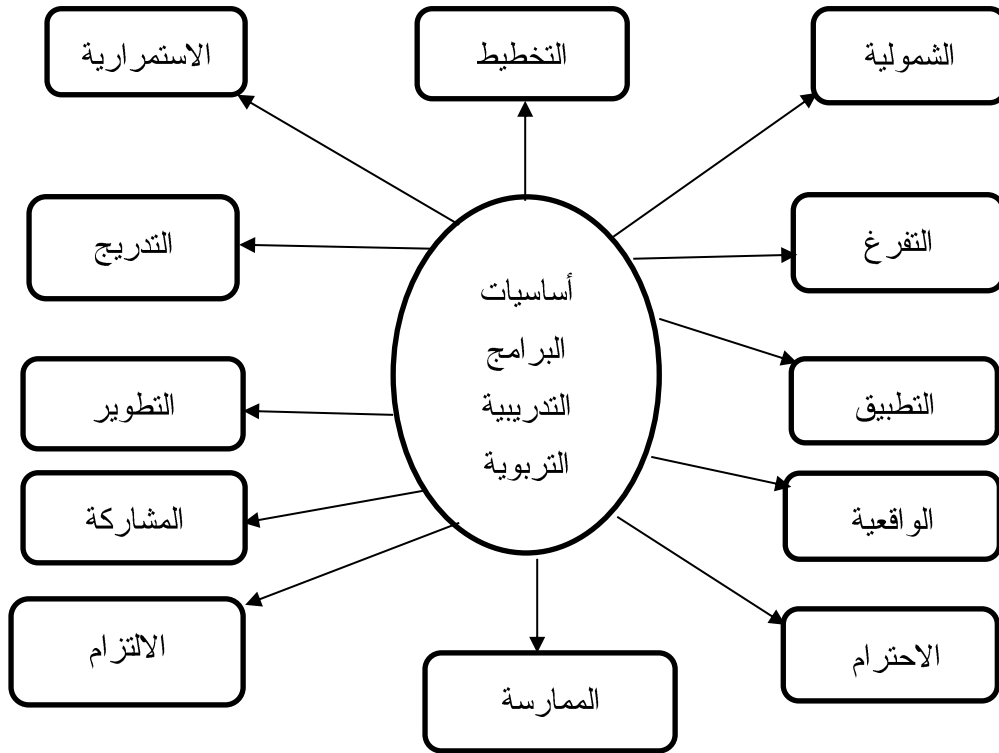 الشمولية
التخطيط
الاستمرارية
التفرغ
التدريج
أساسيات
البرامج
التدريبية
التربوية
التطبيق
التطوير
الواقعية
المشاركة
الاحترام
الالتزام
الممارسة